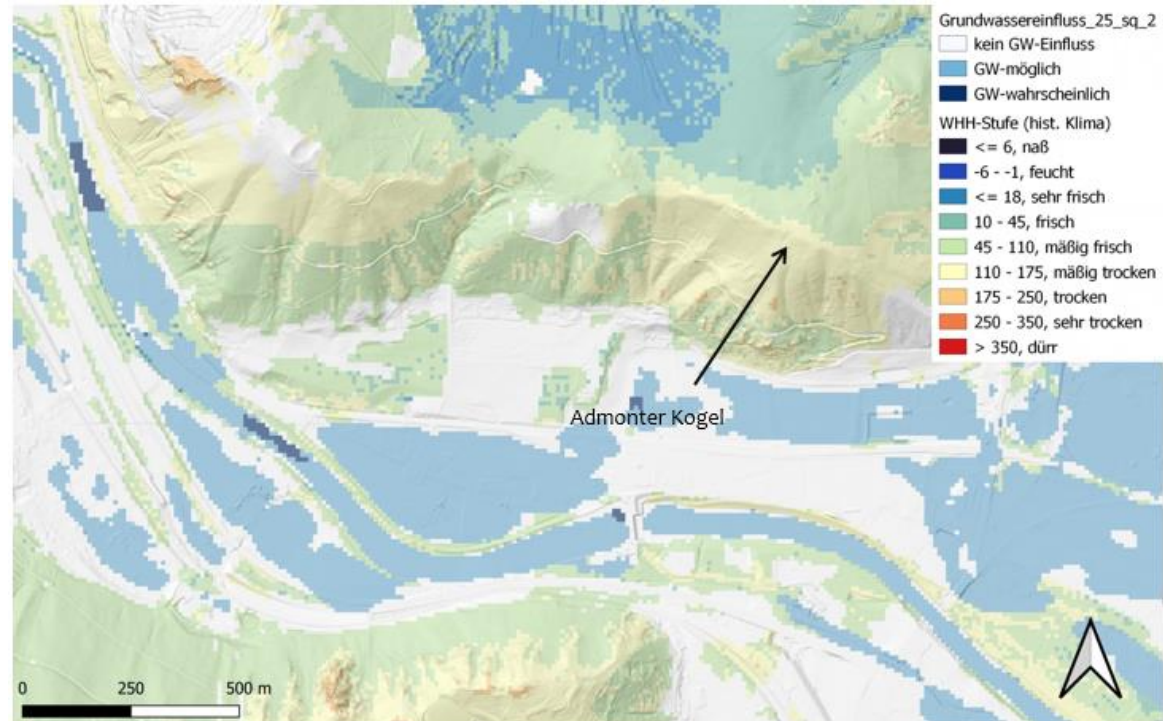 Grundwassereinfluss_25_sq_2
kein GW-Einfluss
GW-möglich
GW-wahrscheinlich
WHH-Stufe (hist. Klima)
<= 6, naß
-6 - -1, feucht
<= 18, sehr frisch
10 - 45, frisch
45 - 110, mäßig frisch
110 - 175, mäßig trocken
175 - 250, trocken
250 - 350, sehr trocken
> 350, dürr
Admonter Kogel
0 250 500 m